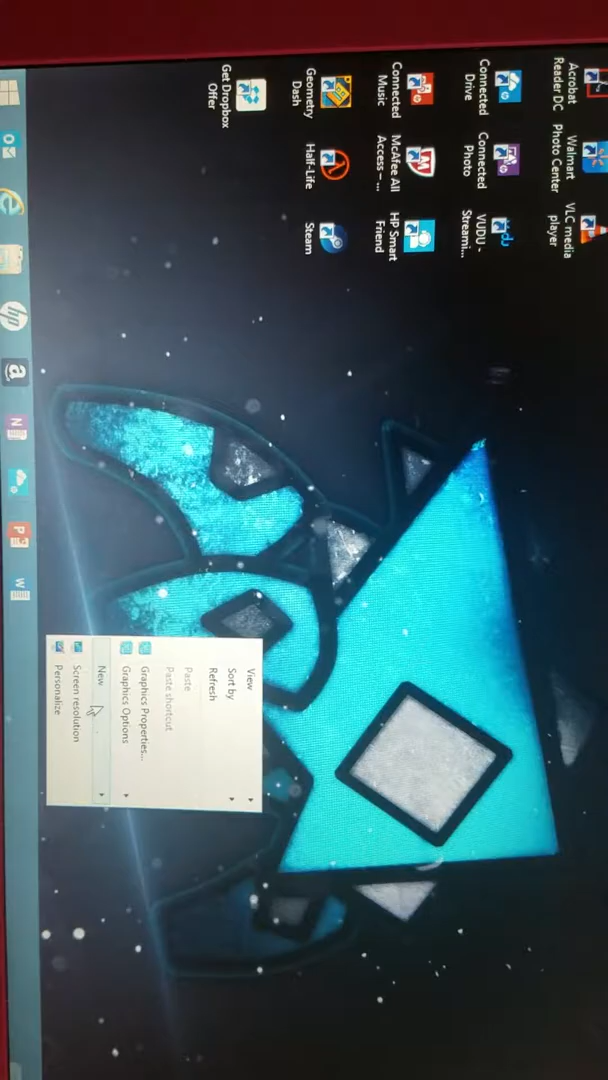 Acrobat
Reader DC
Walmart
Photo Center
VLC media
player
Connected
Drive
Connected
Photo
VUDU -
Streami...
Connected
Music
McAfee All
Access – ...
HP Smart
Friend
Geometry
Dash
Half-Life
Steam
Get Dropbox
Offer
View
Sort by
Refresh
Paste
Paste shortcut
Graphics Properties...
Graphics Options
New
Screen resolution
Personalize